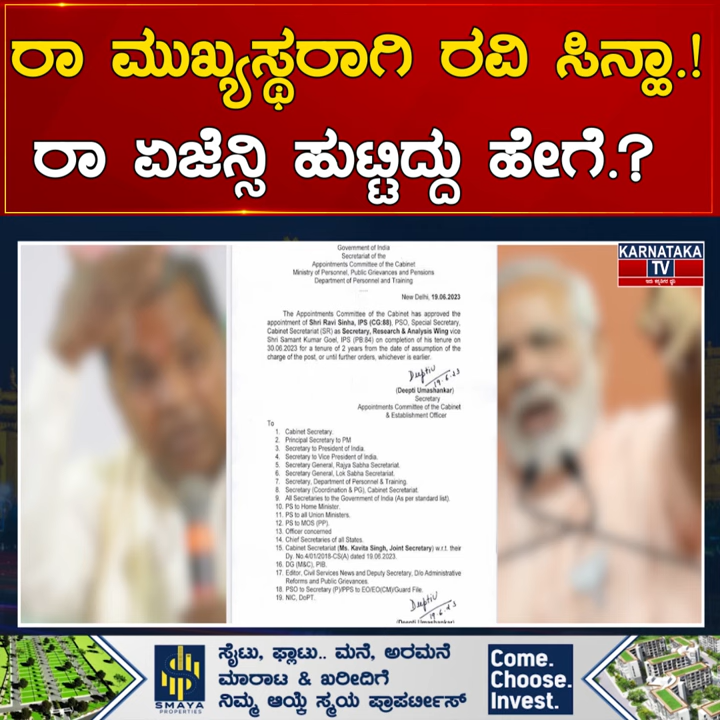 ರಾ ಮುಖ್ಯಸ್ಥರಾಗಿ ರವಿ ಸಿನ್ಹಾ.!
ರಾ ಏಜೆನ್ಸಿ ಹುಟ್ಟಿದ್ದು ಹೇಗೆ.?
KARNATAKA
TV
Government of India
Secretariat of the
Appointments Committee of the Cabinet
Ministry of Personnel, Public Grievances and Pensions
Department of Personnel and Training
New Delhi, 19.06.2023
The Appointments Committee of the Cabinet has approved the
appointment of Shri Ravi Sinha, IPS (CG:88), PSO, Special Secretary,
Cabinet Secretariat (SR) as Secretary, Research & Analysis Wing vice
Shri Samant Kumar Goel, IPS (PB:84) on completion of his tenure on
30.06.2023 for a tenure of 2 years from the date of assumption of the
charge of the post, or until further orders, whichever is earlier.
Deeptiv
19.6.23
(Deepti Umashankar)
Secretary
Appointments Committee of the Cabinet
& Establishment Officer
To
1. Cabinet Secretary.
2. Principal Secretary to PM
3. Secretary to President of India.
4. Secretary to Vice President of India.
5. Secretary General, Rajya Sabha Secretariat.
6. Secretary General, Lok Sabha Secretariat.
7. Secretary, Department of Personnel & Training.
8. Secretary (Coordination & PG), Cabinet Secretariat.
9. All Secretaries to the Government of India (As per standard list).
10. PS to Home Minister.
11. PS to all Union Ministers.
12. PS to MOS (PP).
13. Officer concerned
14. Chief Secretaries of all States.
15. Cabinet Secretariat (Ms. Kavita Singh, Joint Secretary) w.r.t. their
Dy. No.4/01/2018-CS(A) dated 19.06.2023.
16. DG (M&C), PIB.
17. Editor, Civil Services News and Deputy Secretary, D/o Administrative
Reforms and Public Grievances.
18. PSO to Secretary (P)/PPS to EO/EO(CM)/Guard File.
19. NIC, DoPT.
Deeptiv
19.6.23
(Deepti Umashankar)
SMAYA
PROPERTIES
ಸೈಟು, ಫ್ಲಾಟು.. ಮನೆ, ಅರಮನೆ
ಮಾರಾಟ & ಖರೀದಿಗೆ
ನಿಮ್ಮ ಆಯ್ಕೆ ಸ್ಮಯ ಪ್ರಾಪರ್ಟೀಸ್
Come.
Choose.
Invest.